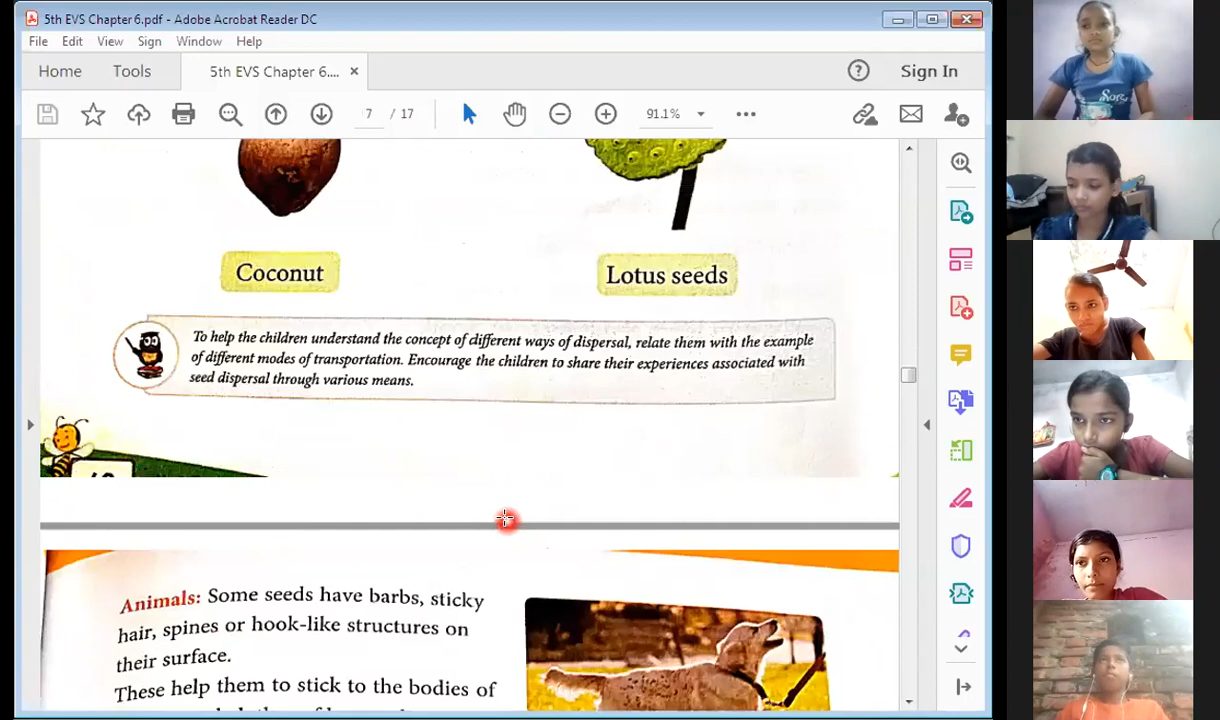 5th EVS Chapter 6.pdf - Adobe Acrobat Reader DC
File Edit View Sign Window Help
Home Tools 5th EVS Chapter 6.... × Sign In
7 / 17 91.1%
Coconut Lotus seeds
To help the children understand the concept of different ways of dispersal, relate them with the example
of different modes of transportation. Encourage the children to share their experiences associated with
seed dispersal through various means.
Animals: Some seeds have barbs, sticky
hair, spines or hook-like structures on
their surface.
These help them to stick to the bodies of